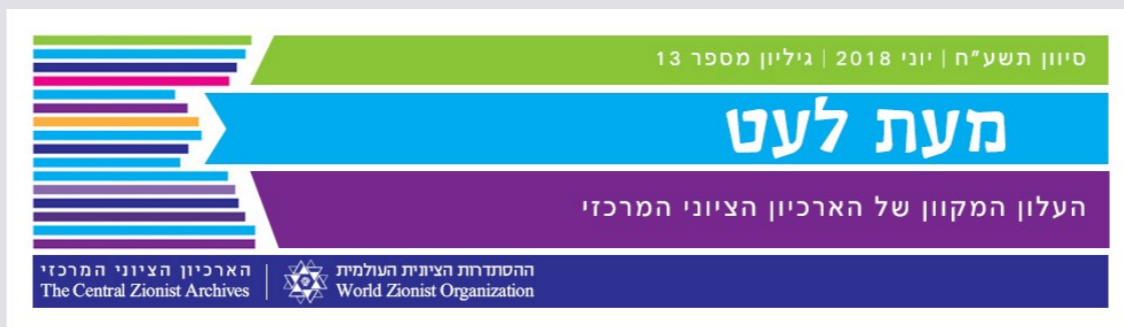 סיוון תשע"ח | יוני 2018 | גיליון מספר 13
מעת לעט
העלון המקוון של הארכיון הציוני המרכזי
ההסתדרות הציונית העולמית | הארכיון הציוני המרכזי
World Zionist Organization | The Central Zionist Archives